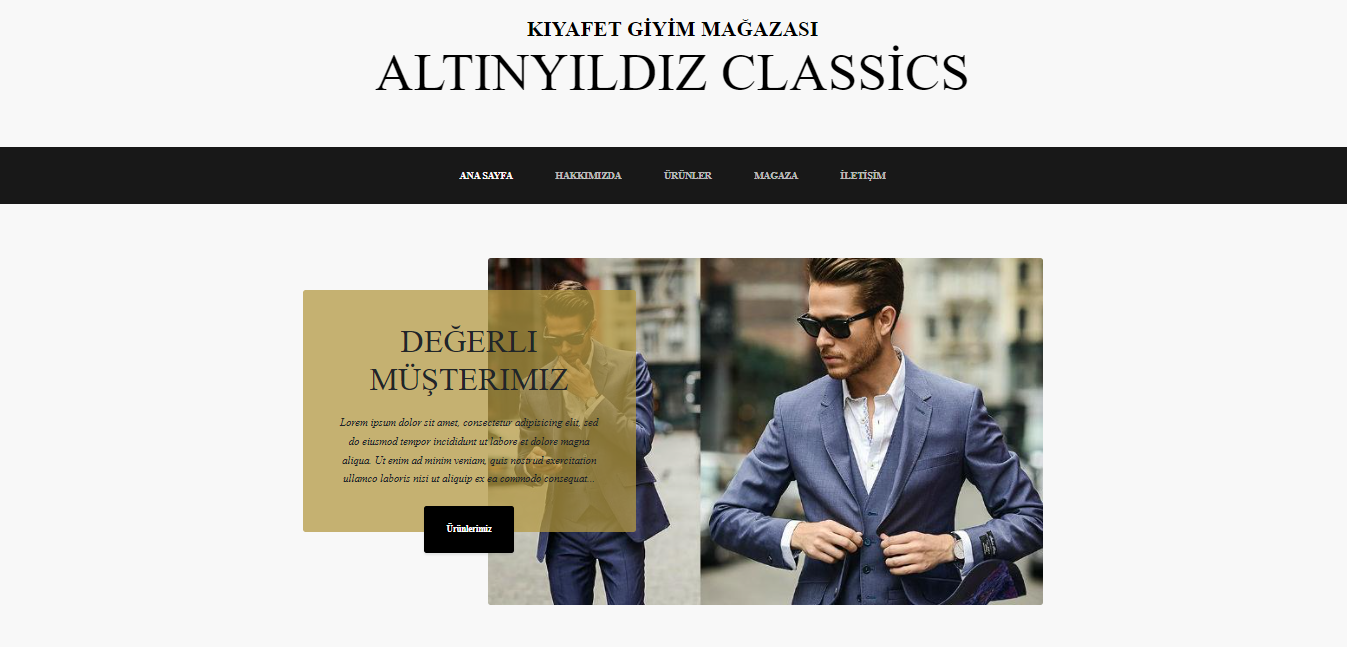 KIYAFET GİYİM MAĞAZASI
ALTINYILDIZ CLASSİCS
ANA SAYFA HAKKIMIZDA ÜRÜNLER MAGAZA İLETİŞİM
DEĞERLI
MÜŞTERIMIZ
Lorem ipsum dolor sit amet, consectetur adipisicing elit, sed
do eiusmod tempor incididunt ut labore et dolore magna
aliqua. Ut enim ad minim veniam, quis nostrud exercitation
ullamco laboris nisi ut aliquip ex ea commodo consequat...
Ürünlerimiz